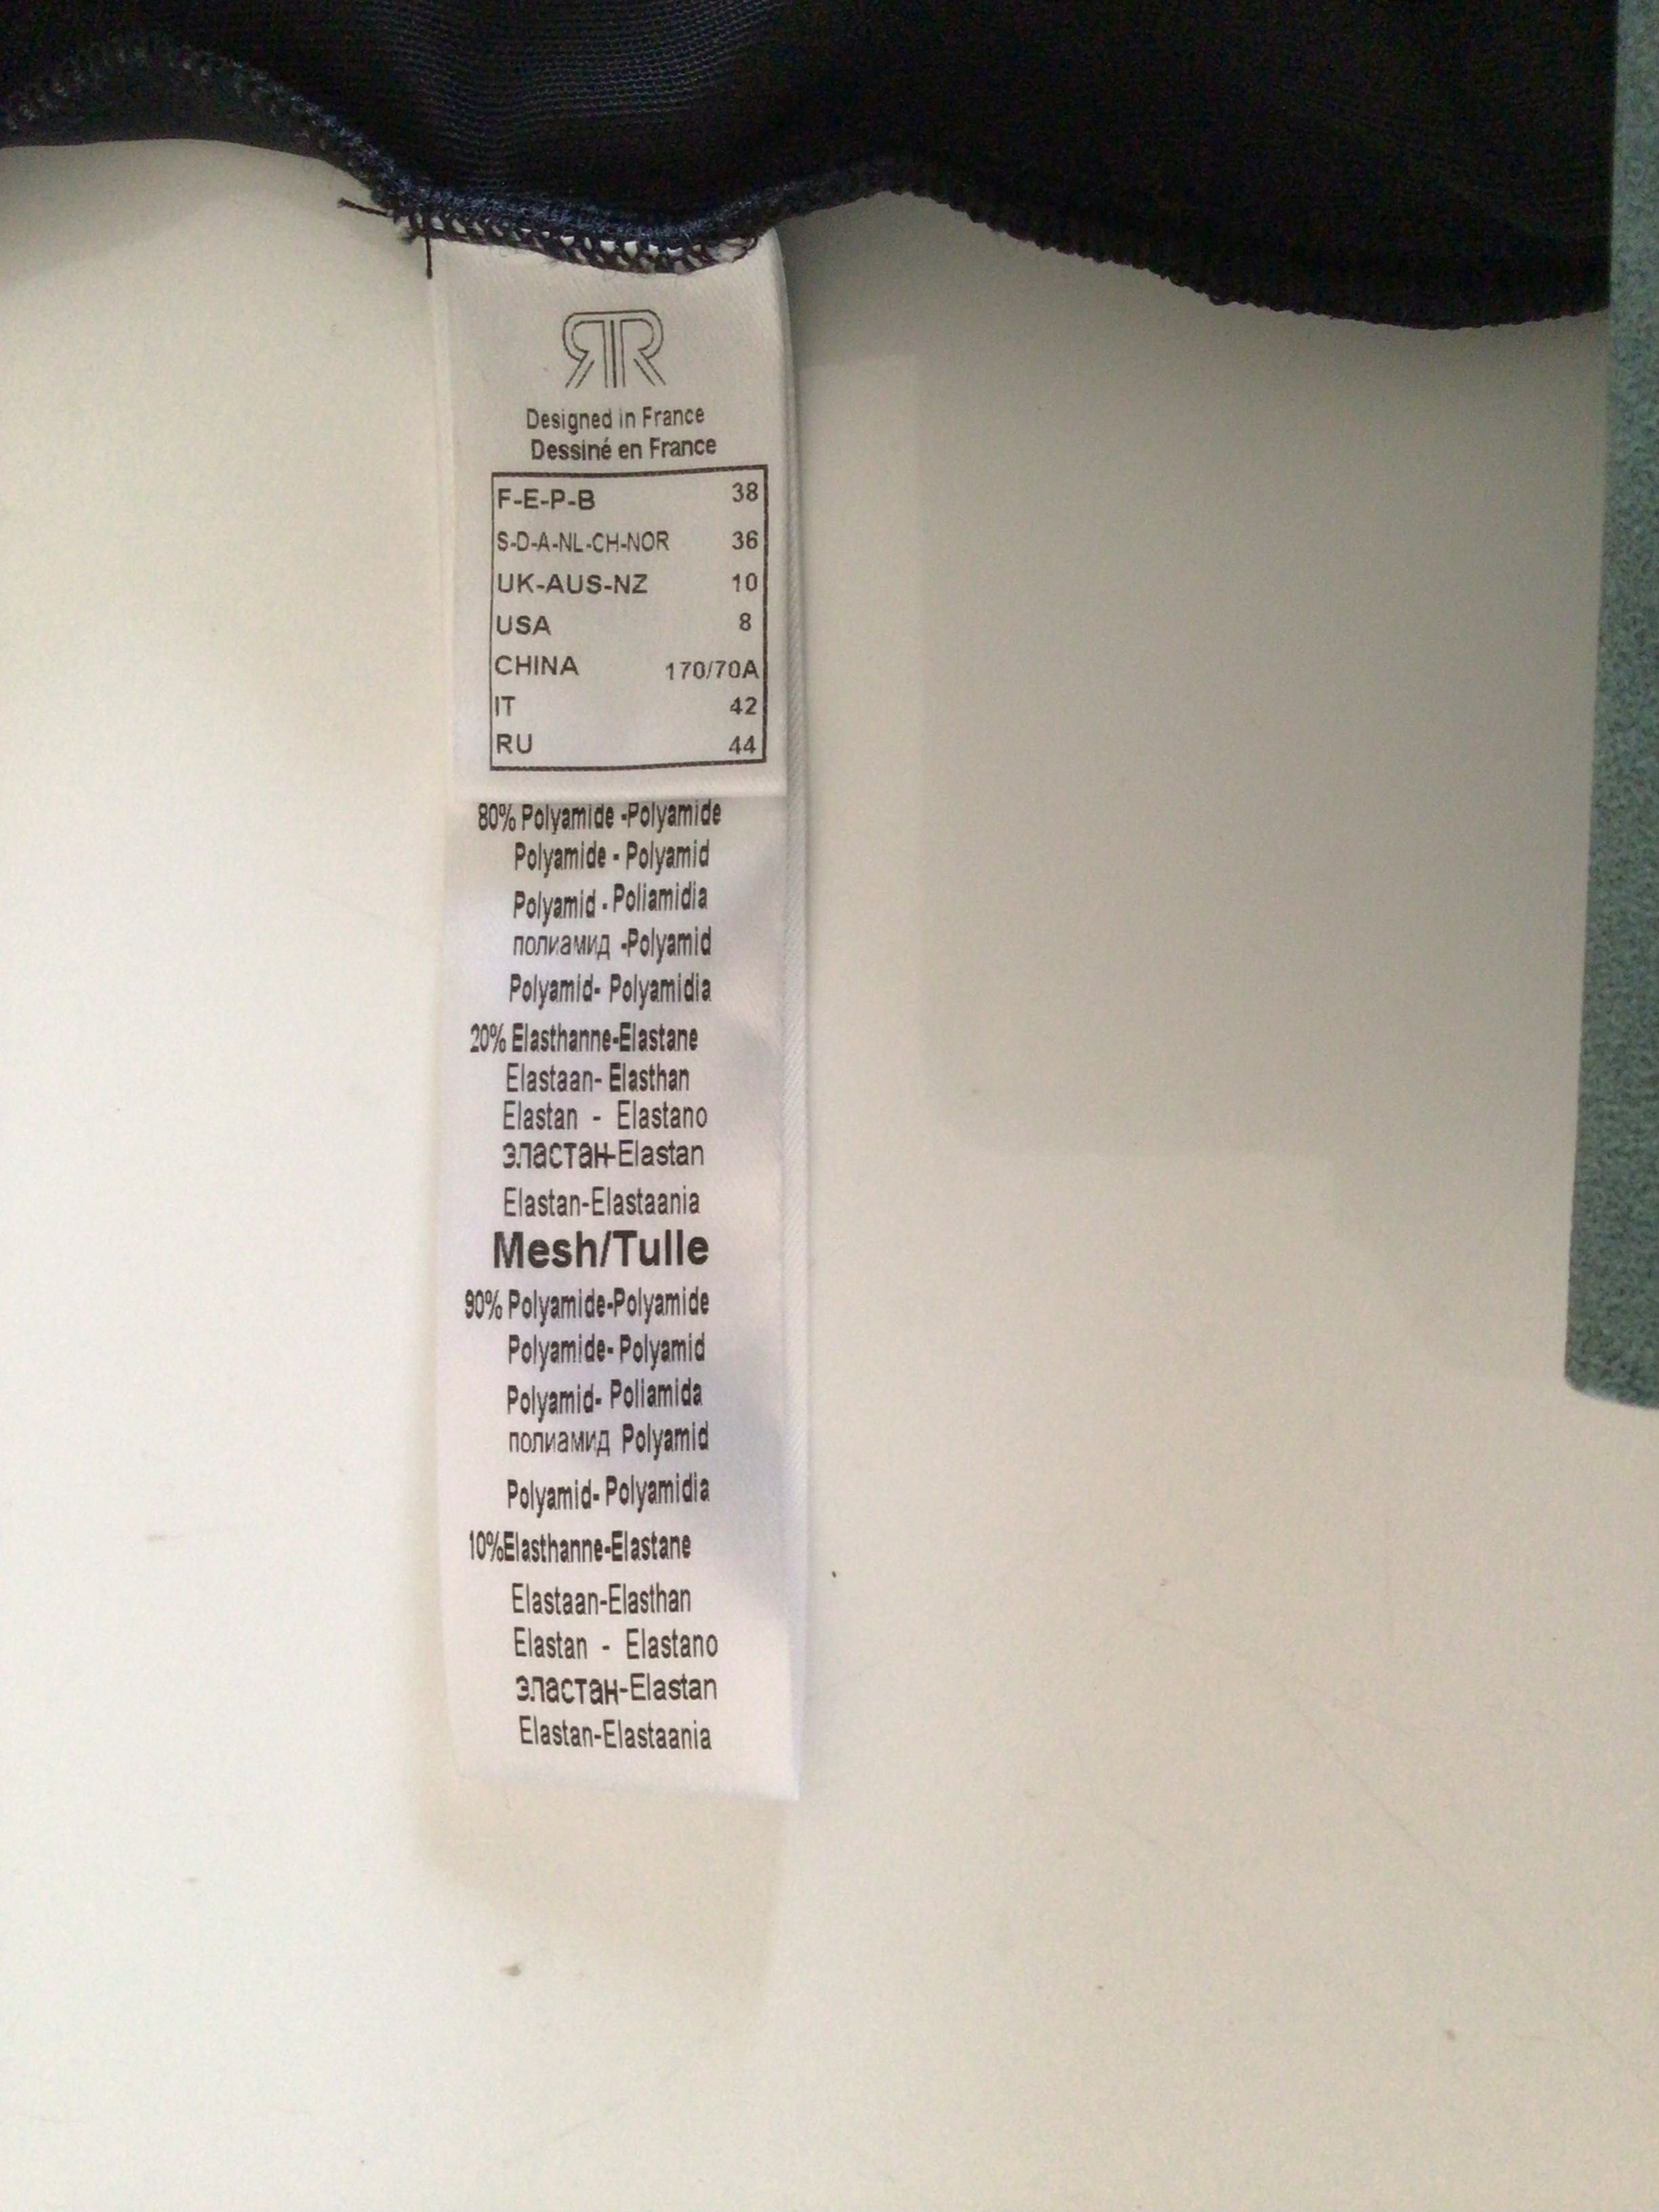 RR
Designed in France
Dessiné en France
F-E-P-B 38
S-D-A-NL-CH-NOR 36
UK-AUS-NZ 10
USA 8
CHINA 170/70A
IT 42
RU 44
80% Polyamide -Polyamide
Polyamide - Polyamid
Polyamid - Poliamidia
полиамид -Polyamid
Polyamid- Polyamidia
20% Elasthanne-Elastane
Elastaan- Elasthan
Elastan - Elastano
эластан-Elastan
Elastan-Elastaania
Mesh/Tulle
90% Polyamide-Polyamide
Polyamide- Polyamid
Polyamid- Poliamida
полиамид Polyamid
Polyamid- Polyamidia
10%Elasthanne-Elastane
Elastaan-Elasthan
Elastan - Elastano
эластан-Elastan
Elastan-Elastaania